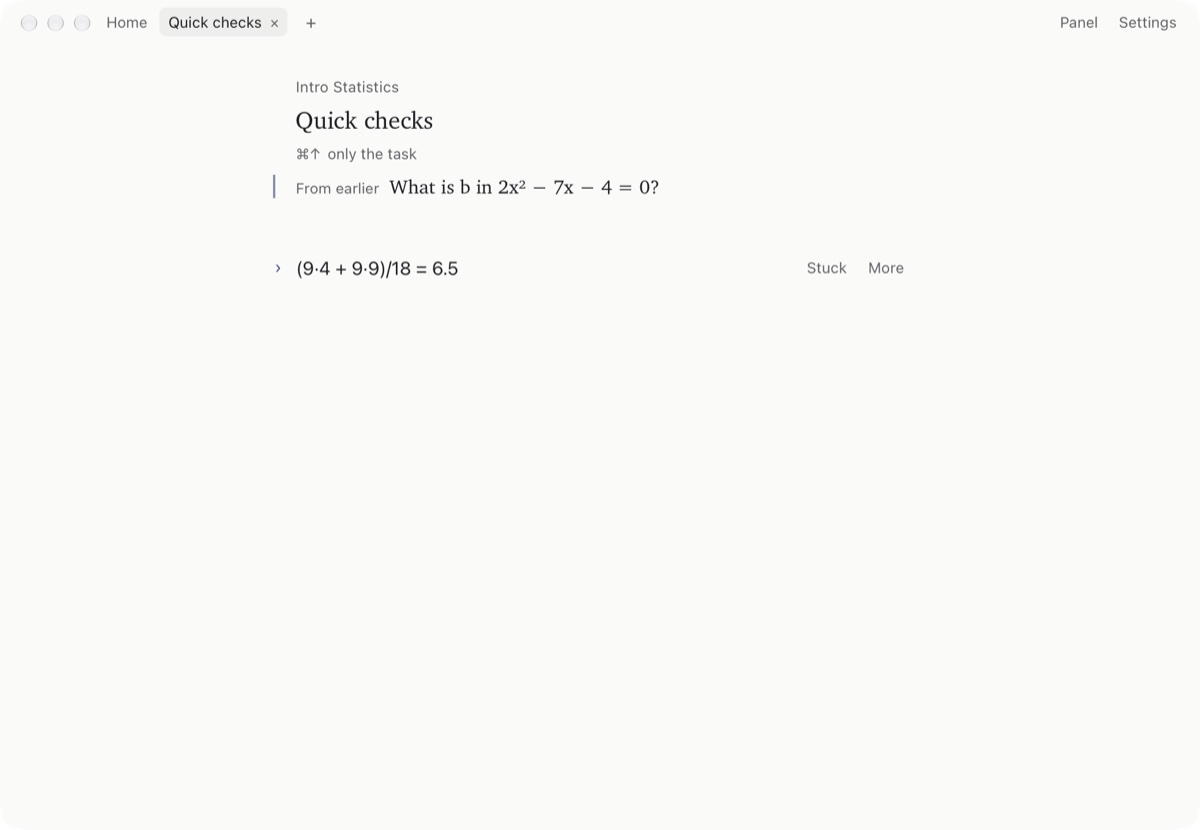 Home Quick checks × + Panel Settings
Intro Statistics
Quick checks
⌘↑ only the task
From earlier What is b in 2x² − 7x − 4 = 0?
› (9·4 + 9·9)/18 = 6.5 Stuck More